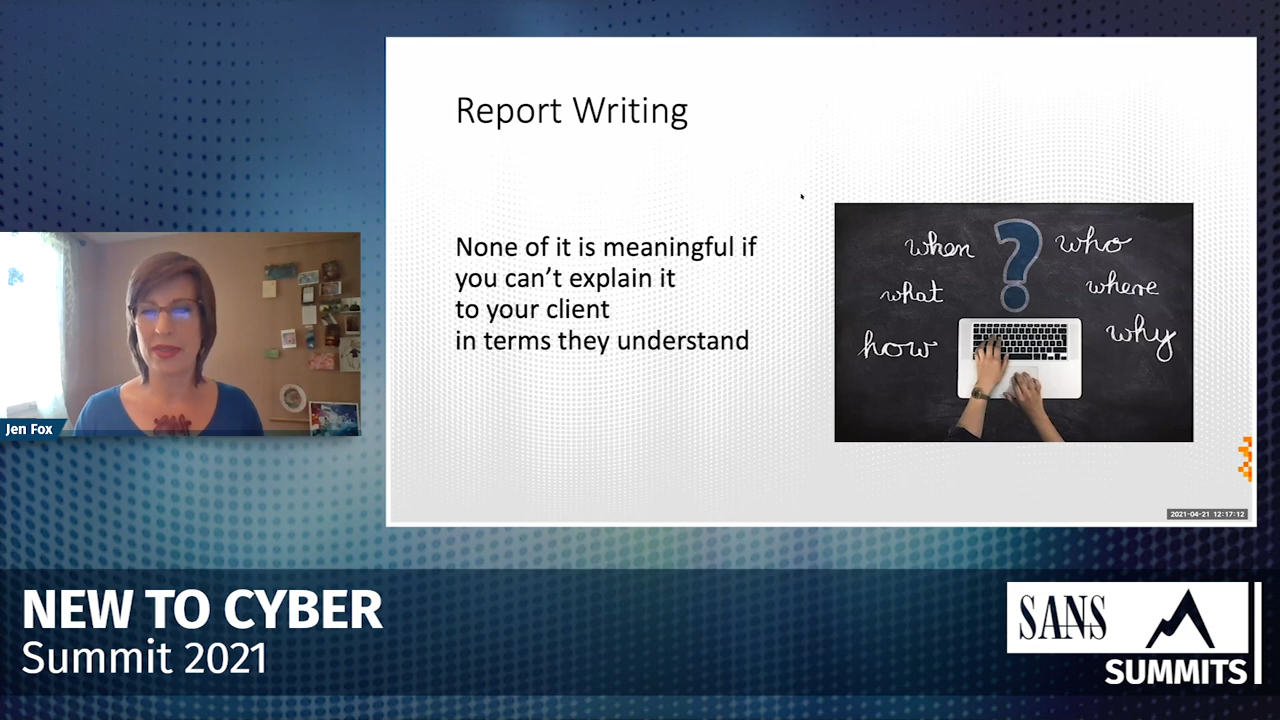 Report Writing
None of it is meaningful if
you can't explain it
to your client
in terms they understand
when
who
what
where
how
why
?
Jen Fox
2021-04-21 12:17:12
NEW TO CYBER
Summit 2021
SANS
SUMMITS